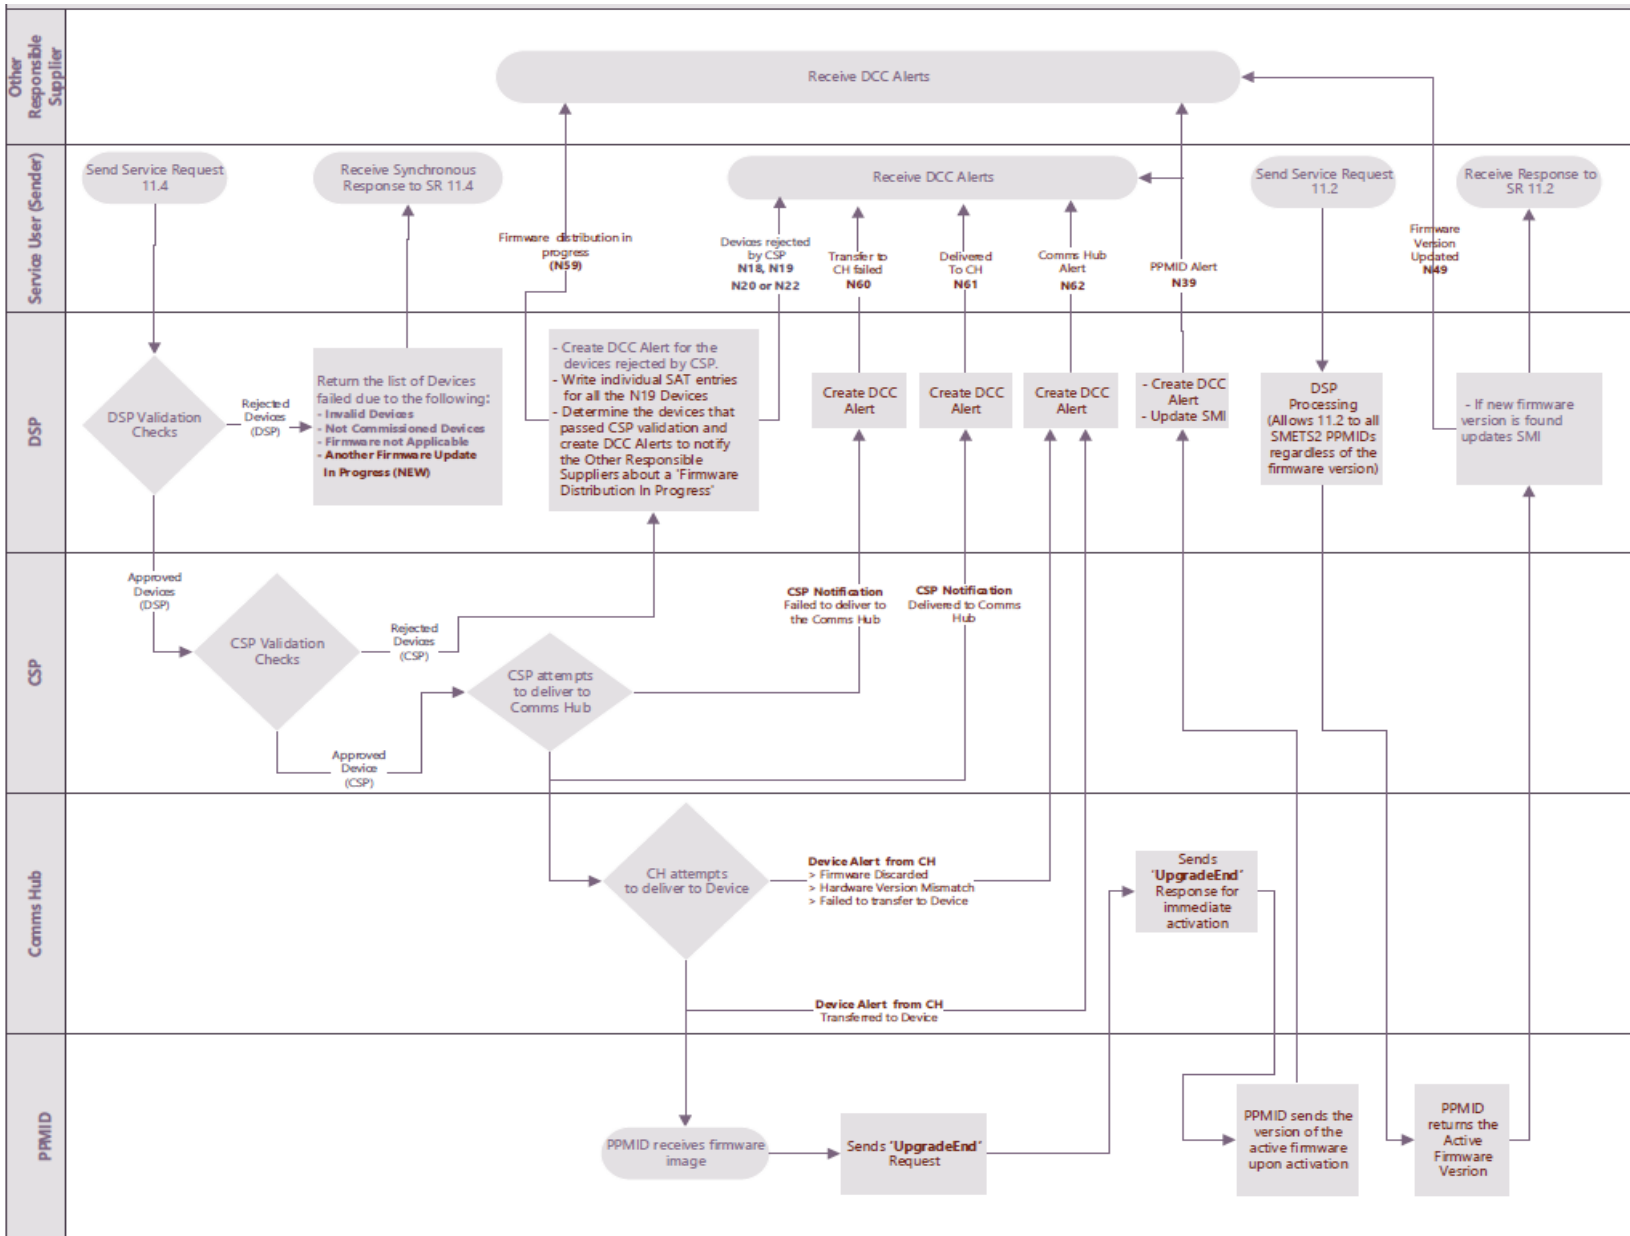 Other
Responsible
Supplier
Receive DCC Alerts
Service User (Sender)
Send Service Request
11.4
Receive Synchronous
Response to SR 11.4
Receive DCC Alerts
Send Service Request
11.2
Receive Response to
SR 11.2
Firmware distribution in
progress
(N59)
Devices rejected
by CSP
N18, N19
N20 or N22
Transfer to
CH failed
N60
Delivered
To CH
N61
Comms Hub
Alert
N62
PPMID Alert
N39
Firmware
Version
Updated
N49
DSP
DSP Validation
Checks
Rejected
Devices
(DSP)
Return the list of Devices
failed due to the following:
- Invalid Devices
- Not Commissioned Devices
- Firmware not Applicable
- Another Firmware Update
In Progress (NEW)
- Create DCC Alert for the
devices rejected by CSP.
- Write individual SAT entries
for all the N19 Devices
- Determine the devices that
passed CSP validation and
create DCC Alerts to notify
the Other Responsible
Suppliers about a 'Firmware
Distribution In Progress'
Create DCC
Alert
Create DCC
Alert
Create DCC
Alert
- Create DCC
Alert
- Update SMI
DSP
Processing
(Allows 11.2 to all
SMETS2 PPMIDs
regardless of the
firmware version)
- If new firmware
version is found
updates SMI
CSP
Approved
Devices
(DSP)
CSP Validation
Checks
Rejected
Devices
(CSP)
Approved
Device
(CSP)
CSP attempts
to deliver to
Comms Hub
CSP Notification
Failed to deliver to
the Comms Hub
CSP Notification
Delivered to Comms
Hub
Comms Hub
CH attempts
to deliver to Device
Device Alert from CH
> Firmware Discarded
> Hardware Version Mismatch
> Failed to transfer to Device
Sends
'UpgradeEnd'
Response for
immediate
activation
Device Alert from CH
Transferred to Device
PPMID
PPMID receives firmware
image
Sends 'UpgradeEnd'
Request
PPMID sends the
version of the
active firmware
upon activation
PPMID
returns the
Active
Firmware
Vesrion